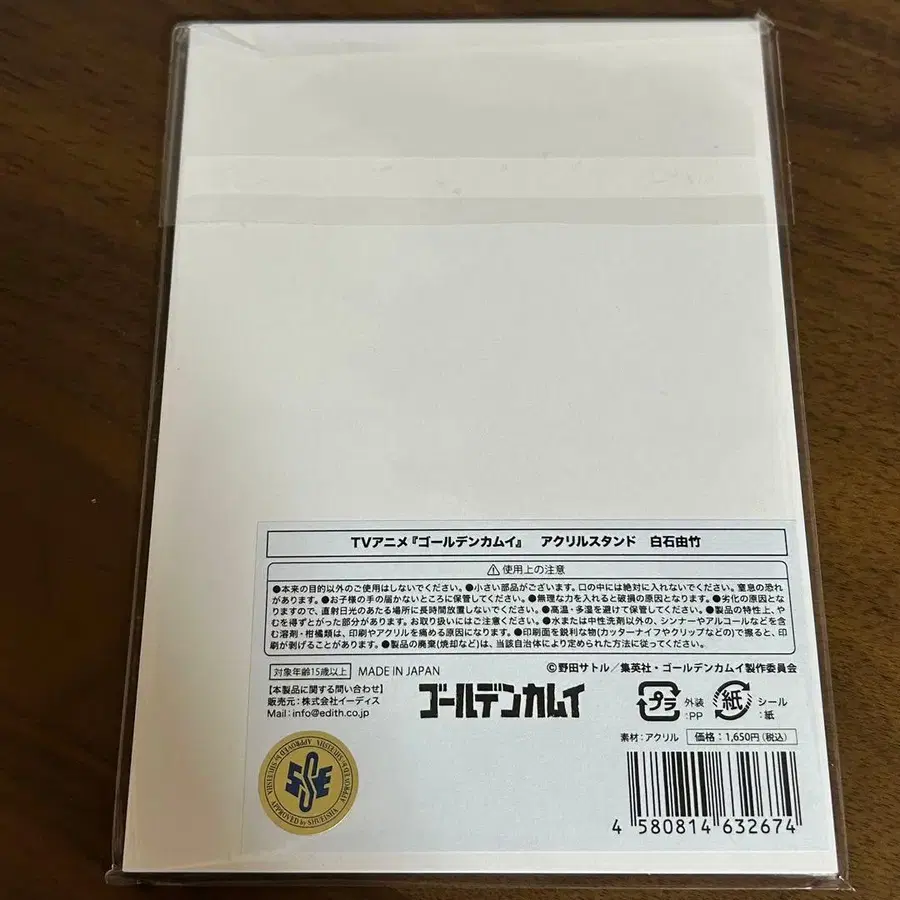 TVアニメ『ゴールデンカムイ』 アクリルスタンド 白石由竹
⚠使用上の注意
●本来の目的以外のご使用はしないでください。●小さい部品がございます。口の中には絶対に入れないでください。窒息の恐れ
があります。●お子様の手の届かないところに保管してください。●無理な力を入れると破損の原因となります。●劣化の原因とな
りますので、直射日光のあたる場所に長時間放置しないでください。●高温・多湿を避けて保管してください。●製品の特性上、や
むを得ずとがった部分があります。お取り扱いにはご注意ください。●水または中性洗剤以外の、シンナーやアルコールなどを含
む溶剤・柑橘類は、印刷やアクリルを痛める原因になります。●印刷面を鋭利な物(カッターナイフやクリップなどの)で擦ると、印
刷が剥げることがあります。●製品の廃棄(焼却など)は、当該自治体により定められた方法に従ってください。
対象年齢15歳以上 MADE IN JAPAN
©野田サトル/集英社・ゴールデンカムイ製作委員会
【本製品に関する問い合わせ】
販売元:株式会社イーディス
Mail:info@edith.co.jp
ゴールデンカムイ
プラ 外装:PP
紙 シール:紙
素材:アクリル 価格:1,650円(税込)
APPROVED by SHUEISHA
SSE
4 580814 632674